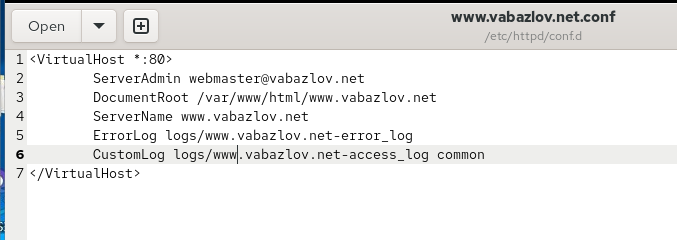 Open
www.vabazlov.net.conf
/etc/httpd/conf.d
1 <VirtualHost *:80>
2 ServerAdmin webmaster@vabazlov.net
3 DocumentRoot /var/www/html/www.vabazlov.net
4 ServerName www.vabazlov.net
5 ErrorLog logs/www.vabazlov.net-error_log
6 CustomLog logs/www.vabazlov.net-access_log common
7 </VirtualHost>